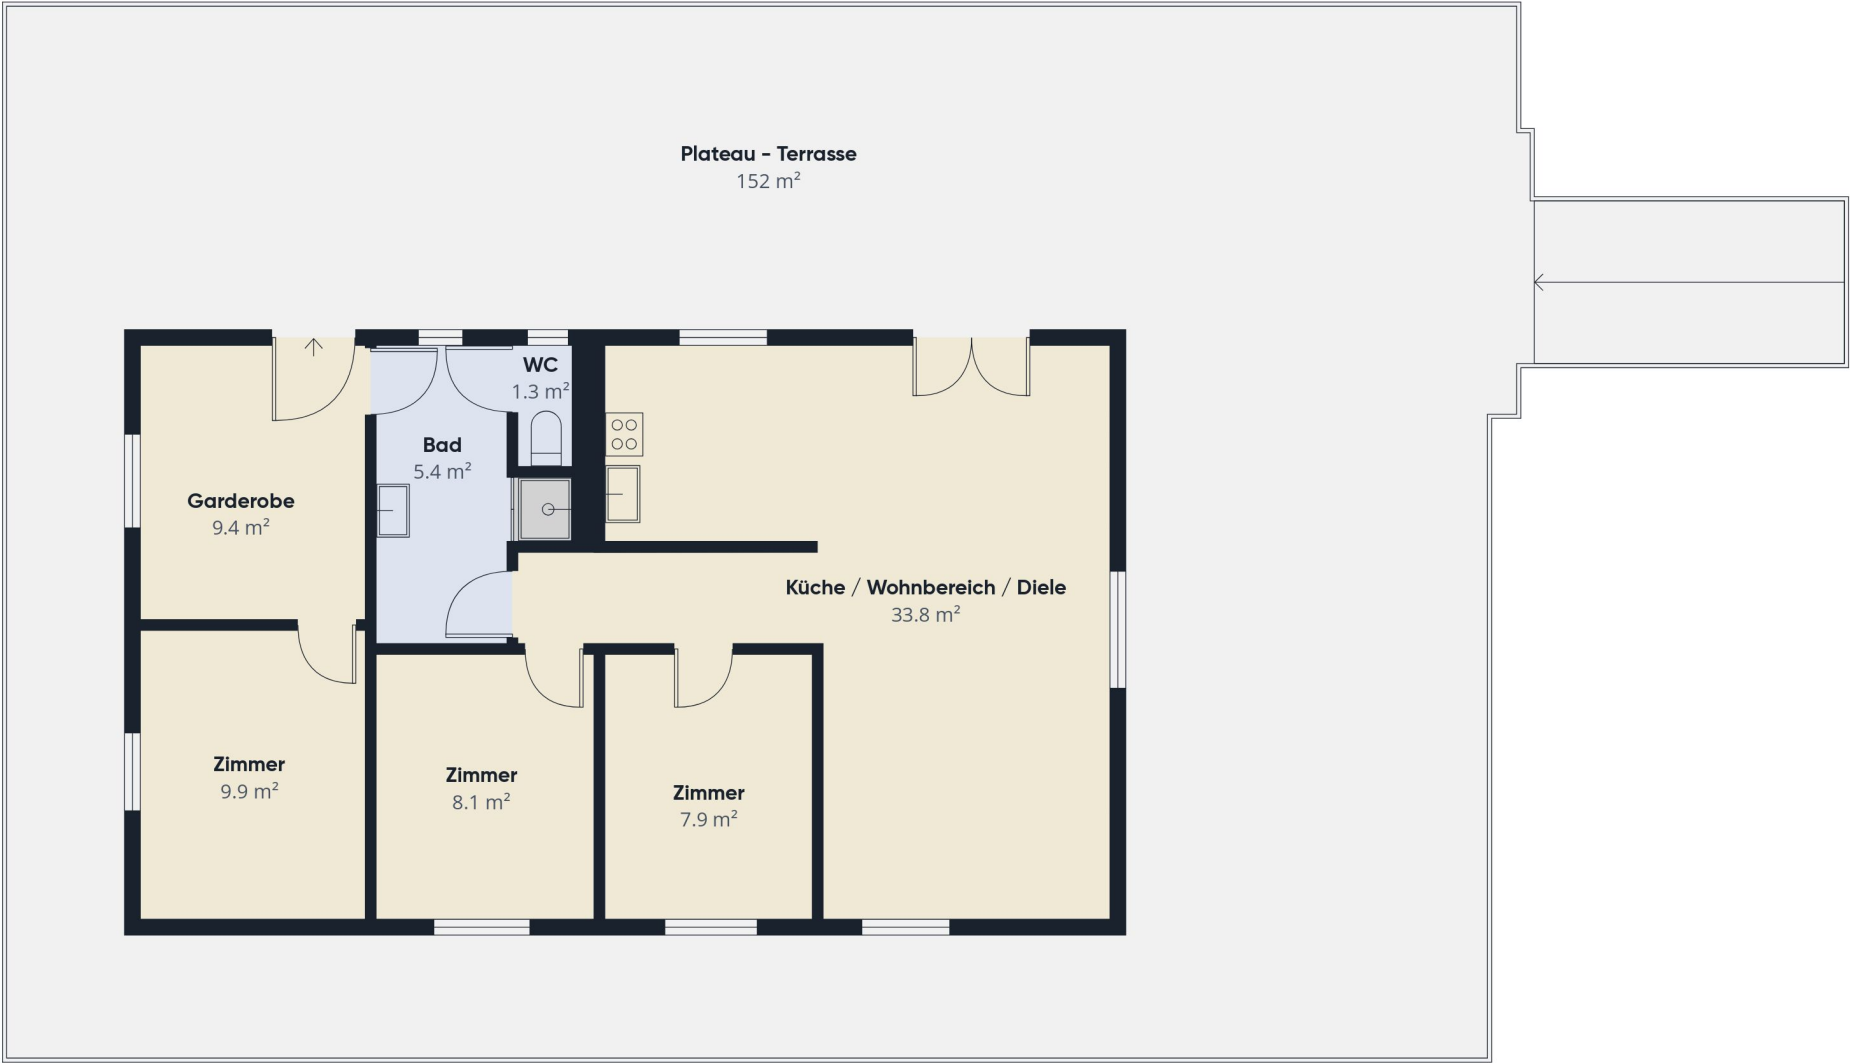 Plateau - Terrasse
152 m²
WC
1.3 m²
Bad
5.4 m²
Garderobe
9.4 m²
Küche / Wohnbereich / Diele
33.8 m²
Zimmer
9.9 m²
Zimmer
8.1 m²
Zimmer
7.9 m²